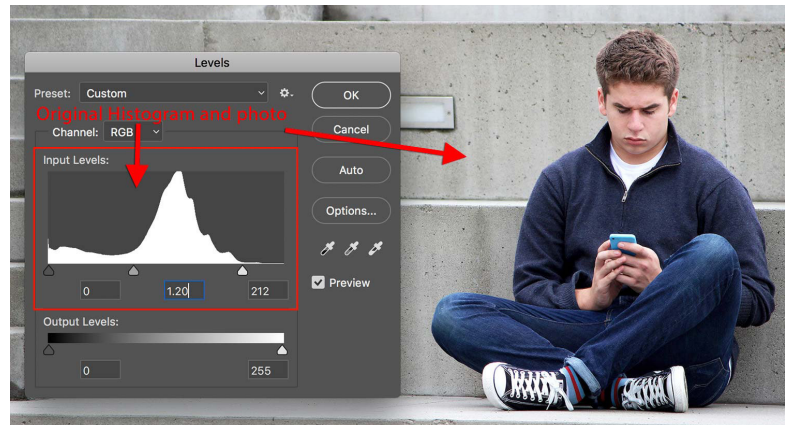 Levels
Preset: Custom
OK
Original Histogram and photo
Channel: RGB
Cancel
Input Levels:
Auto
Options...
0 1.20 212
Preview
Output Levels:
0 255